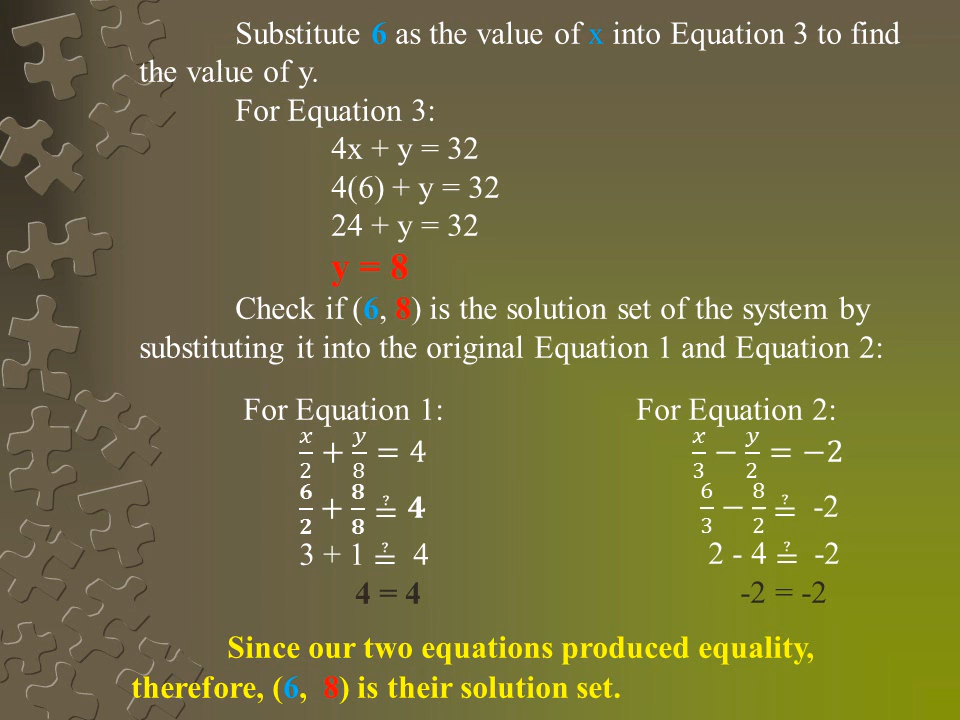 Substitute 6 as the value of x into Equation 3 to find
the value of y.
For Equation 3:
4x + y = 32
4(6) + y = 32
24 + y = 32
y = 8
Check if (6, 8) is the solution set of the system by
substituting it into the original Equation 1 and Equation 2:
For Equation 1:
x/2 + y/8 = 4
6/2 + 8/8 ≟ 4
3 + 1 ≟ 4
4 = 4
For Equation 2:
x/3 − y/2 = −2
6/3 − 8/2 ≟ -2
2 - 4 ≟ -2
-2 = -2
Since our two equations produced equality,
therefore, (6, 8) is their solution set.